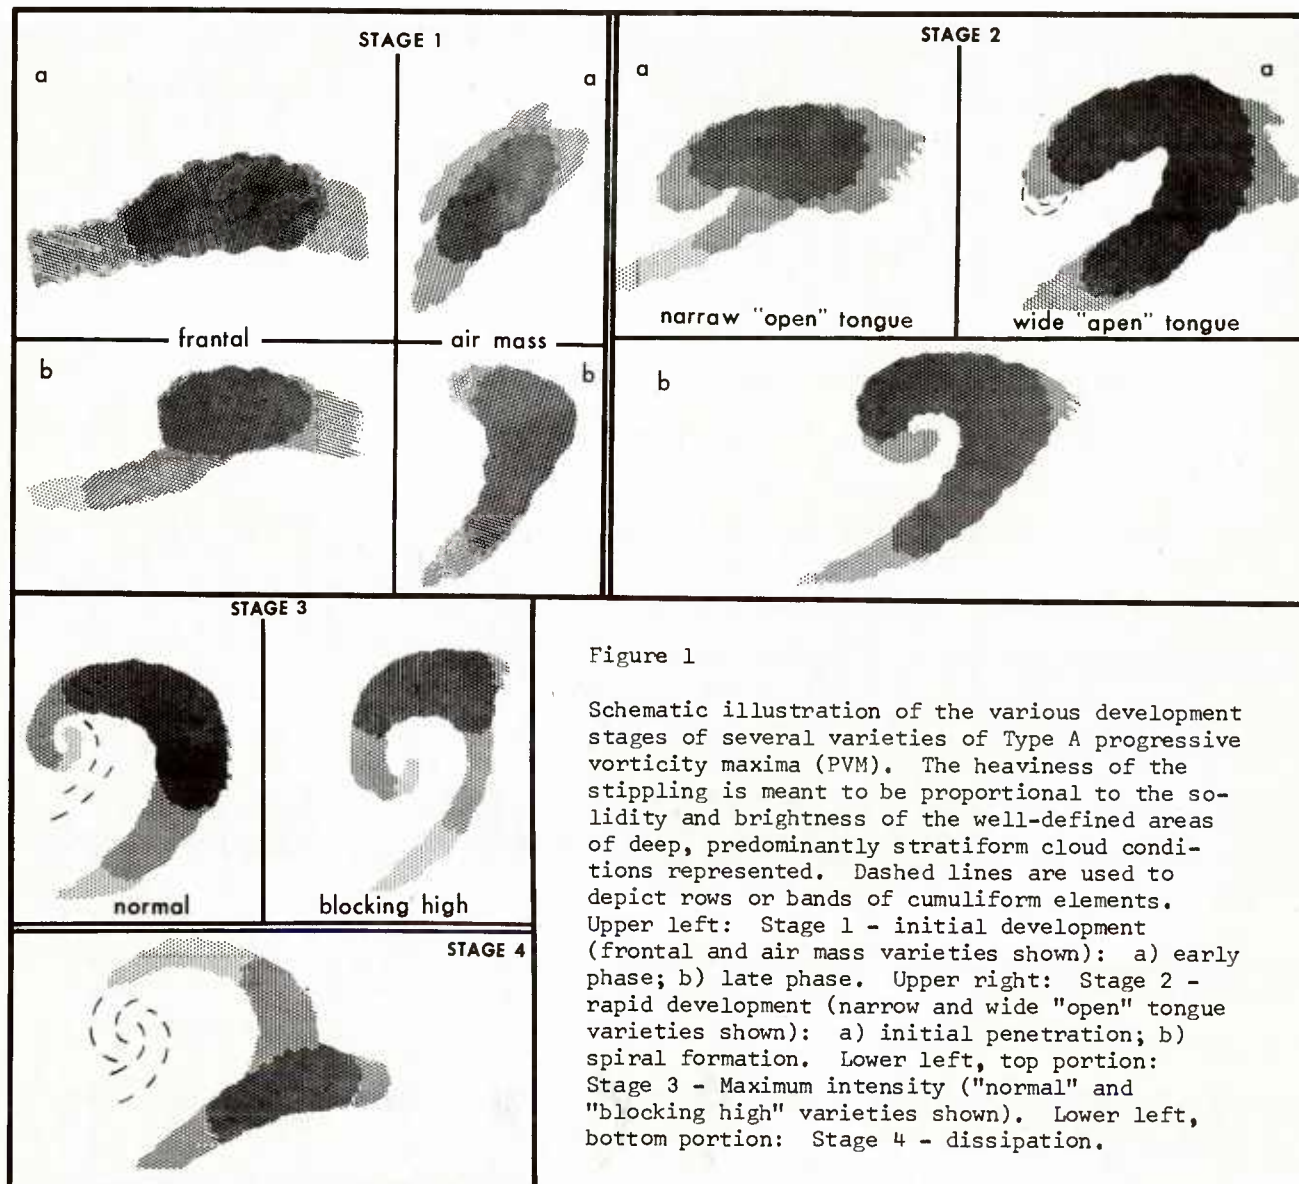 STAGE 1
a
a
frantal
air mass
b
b
STAGE 2
a
a
narraw "open" tongue
wide "apen" tongue
b
STAGE 3
normal
blocking high
STAGE 4
Figure 1
Schematic illustration of the various development
stages of several varieties of Type A progressive
vorticity maxima (PVM). The heaviness of the
stippling is meant to be proportional to the so-
lidity and brightness of the well-defined areas
of deep, predominantly stratiform cloud condi-
tions represented. Dashed lines are used to
depict rows or bands of cumuliform elements.
Upper left: Stage 1 - initial development
(frontal and air mass varieties shown): a) early
phase; b) late phase. Upper right: Stage 2 -
rapid development (narrow and wide "open" tongue
varieties shown): a) initial penetration; b)
spiral formation. Lower left, top portion:
Stage 3 - Maximum intensity ("normal" and
"blocking high" varieties shown). Lower left,
bottom portion: Stage 4 - dissipation.